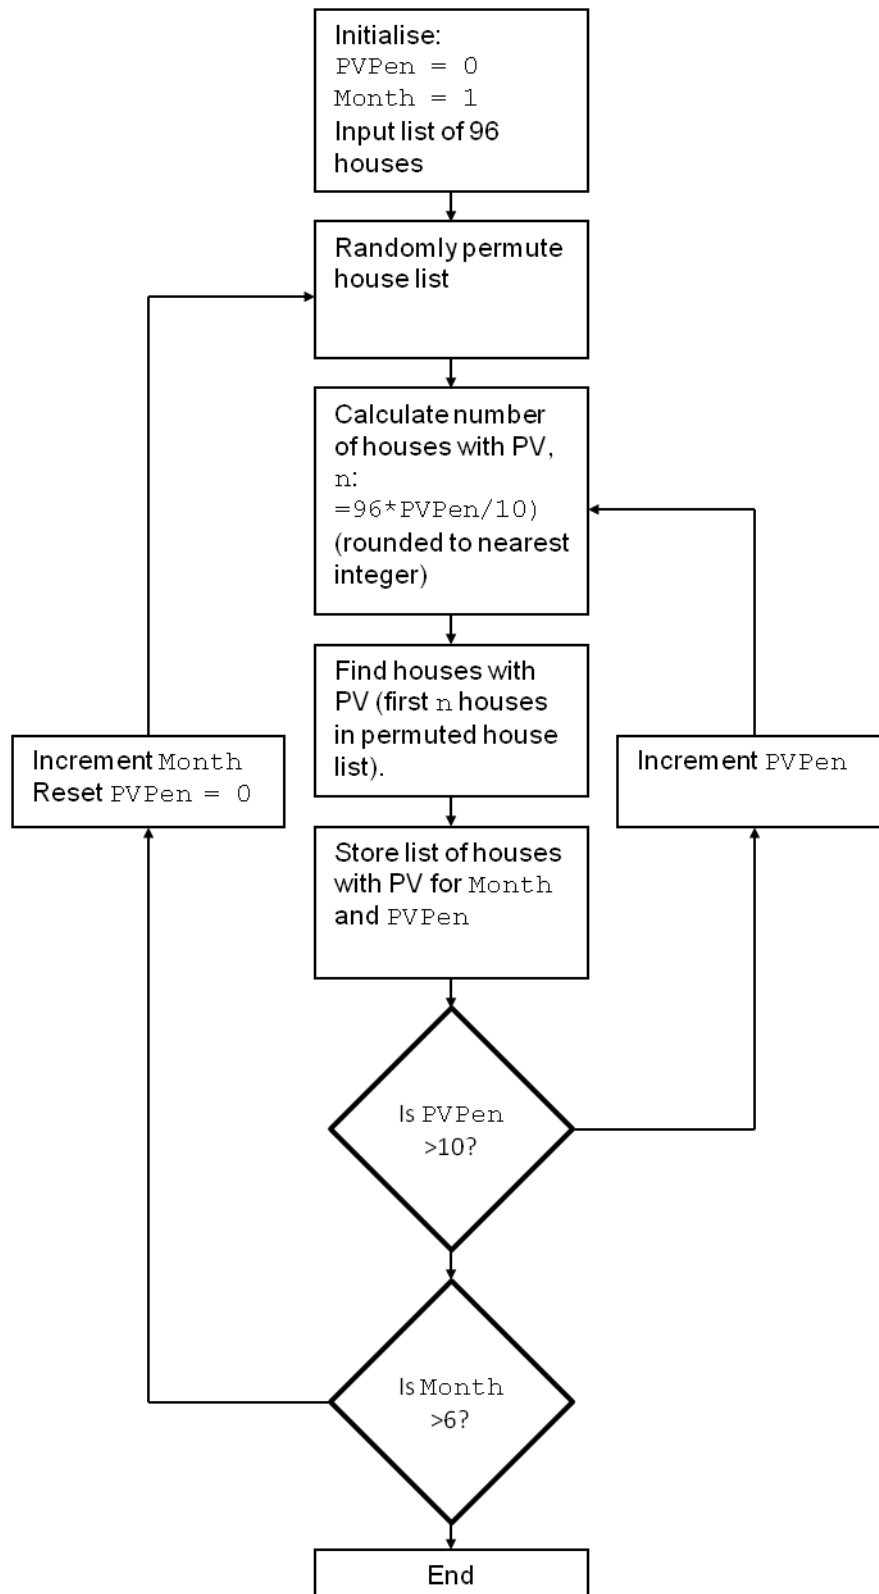 Initialise:
PVPen = 0
Month = 1
Input list of 96
houses
Randomly permute
house list
Calculate number
of houses with PV,
n:
=96*PVPen/10)
(rounded to nearest
integer)
Find houses with
PV (first n houses
in permuted house
list).
Increment Month
Reset PVPen = 0
Increment PVPen
Store list of houses
with PV for Month
and PVPen
Is PVPen
>10?
Is Month
>6?
End